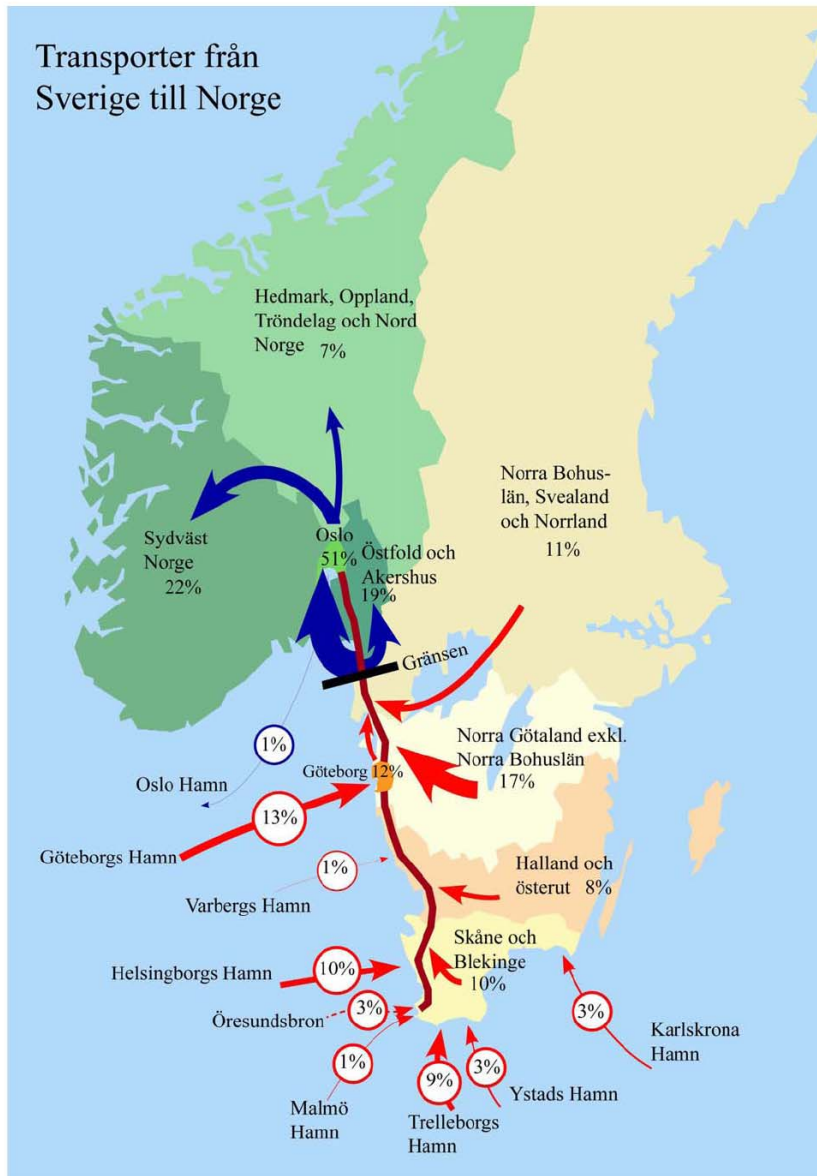 Transporter från
Sverige till Norge
Hedmark, Oppland,
Tröndelag och Nord
Norge 7%
Norra Bohus-
län, Svealand
och Norrland
11%
Sydväst
Norge
22%
Oslo
51%
Östfold och
Akershus
19%
Gränsen
1%
Oslo Hamn
Norra Götaland exkl.
Norra Bohuslän
17%
Göteborg 12%
13%
Göteborgs Hamn
1%
Varbergs Hamn
Halland och
österut 8%
Skåne och
Blekinge
10%
10%
Helsingborgs Hamn
3%
Öresundsbron
1%
Malmö
Hamn
9%
Trelleborgs
Hamn
3%
Ystads Hamn
3%
Karlskrona
Hamn